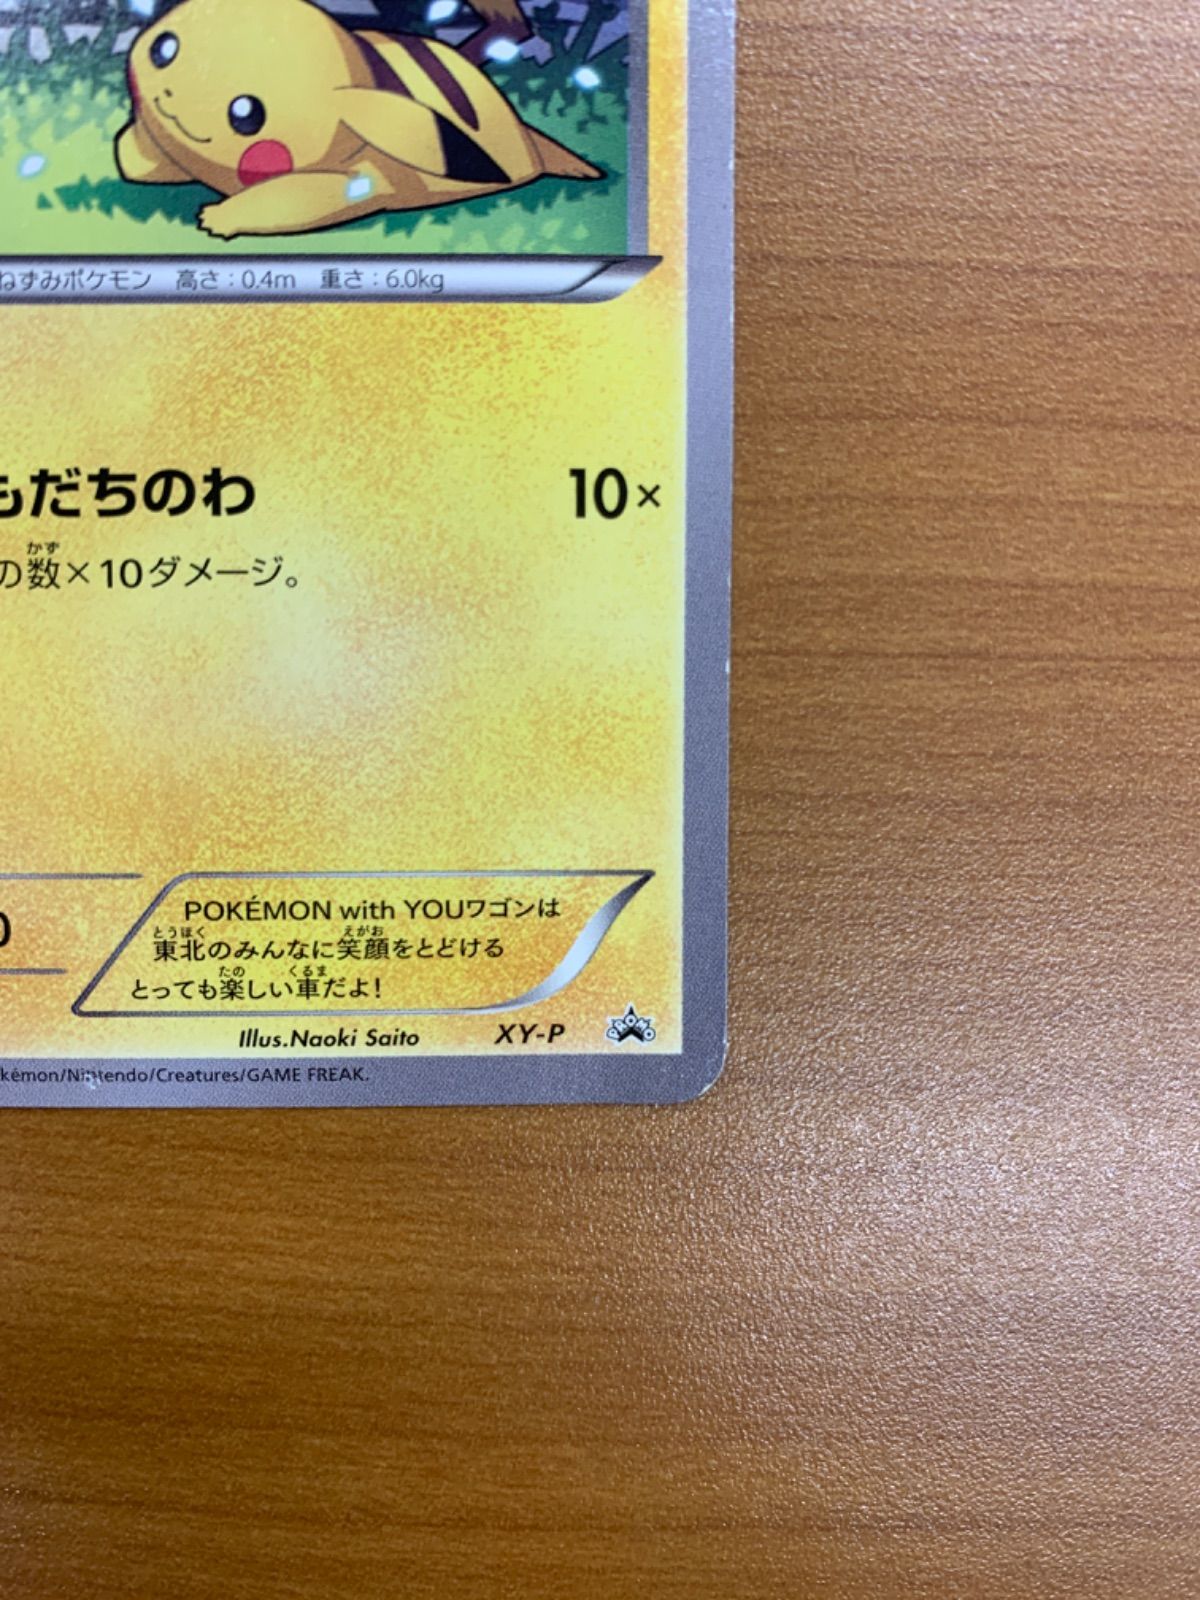 ねずみポケモン 高さ:0.4m 重さ:6.0kg
もだちのわ 10×
かず
の数×10ダメージ。
0
POKÉMON with YOUワゴンは
とうほく えがお
東北のみんなに笑顔をとどける
たの くるま
とっても楽しい車だよ!
Illus.Naoki Saito XY-P
kémon/Nintendo/Creatures/GAME FREAK.